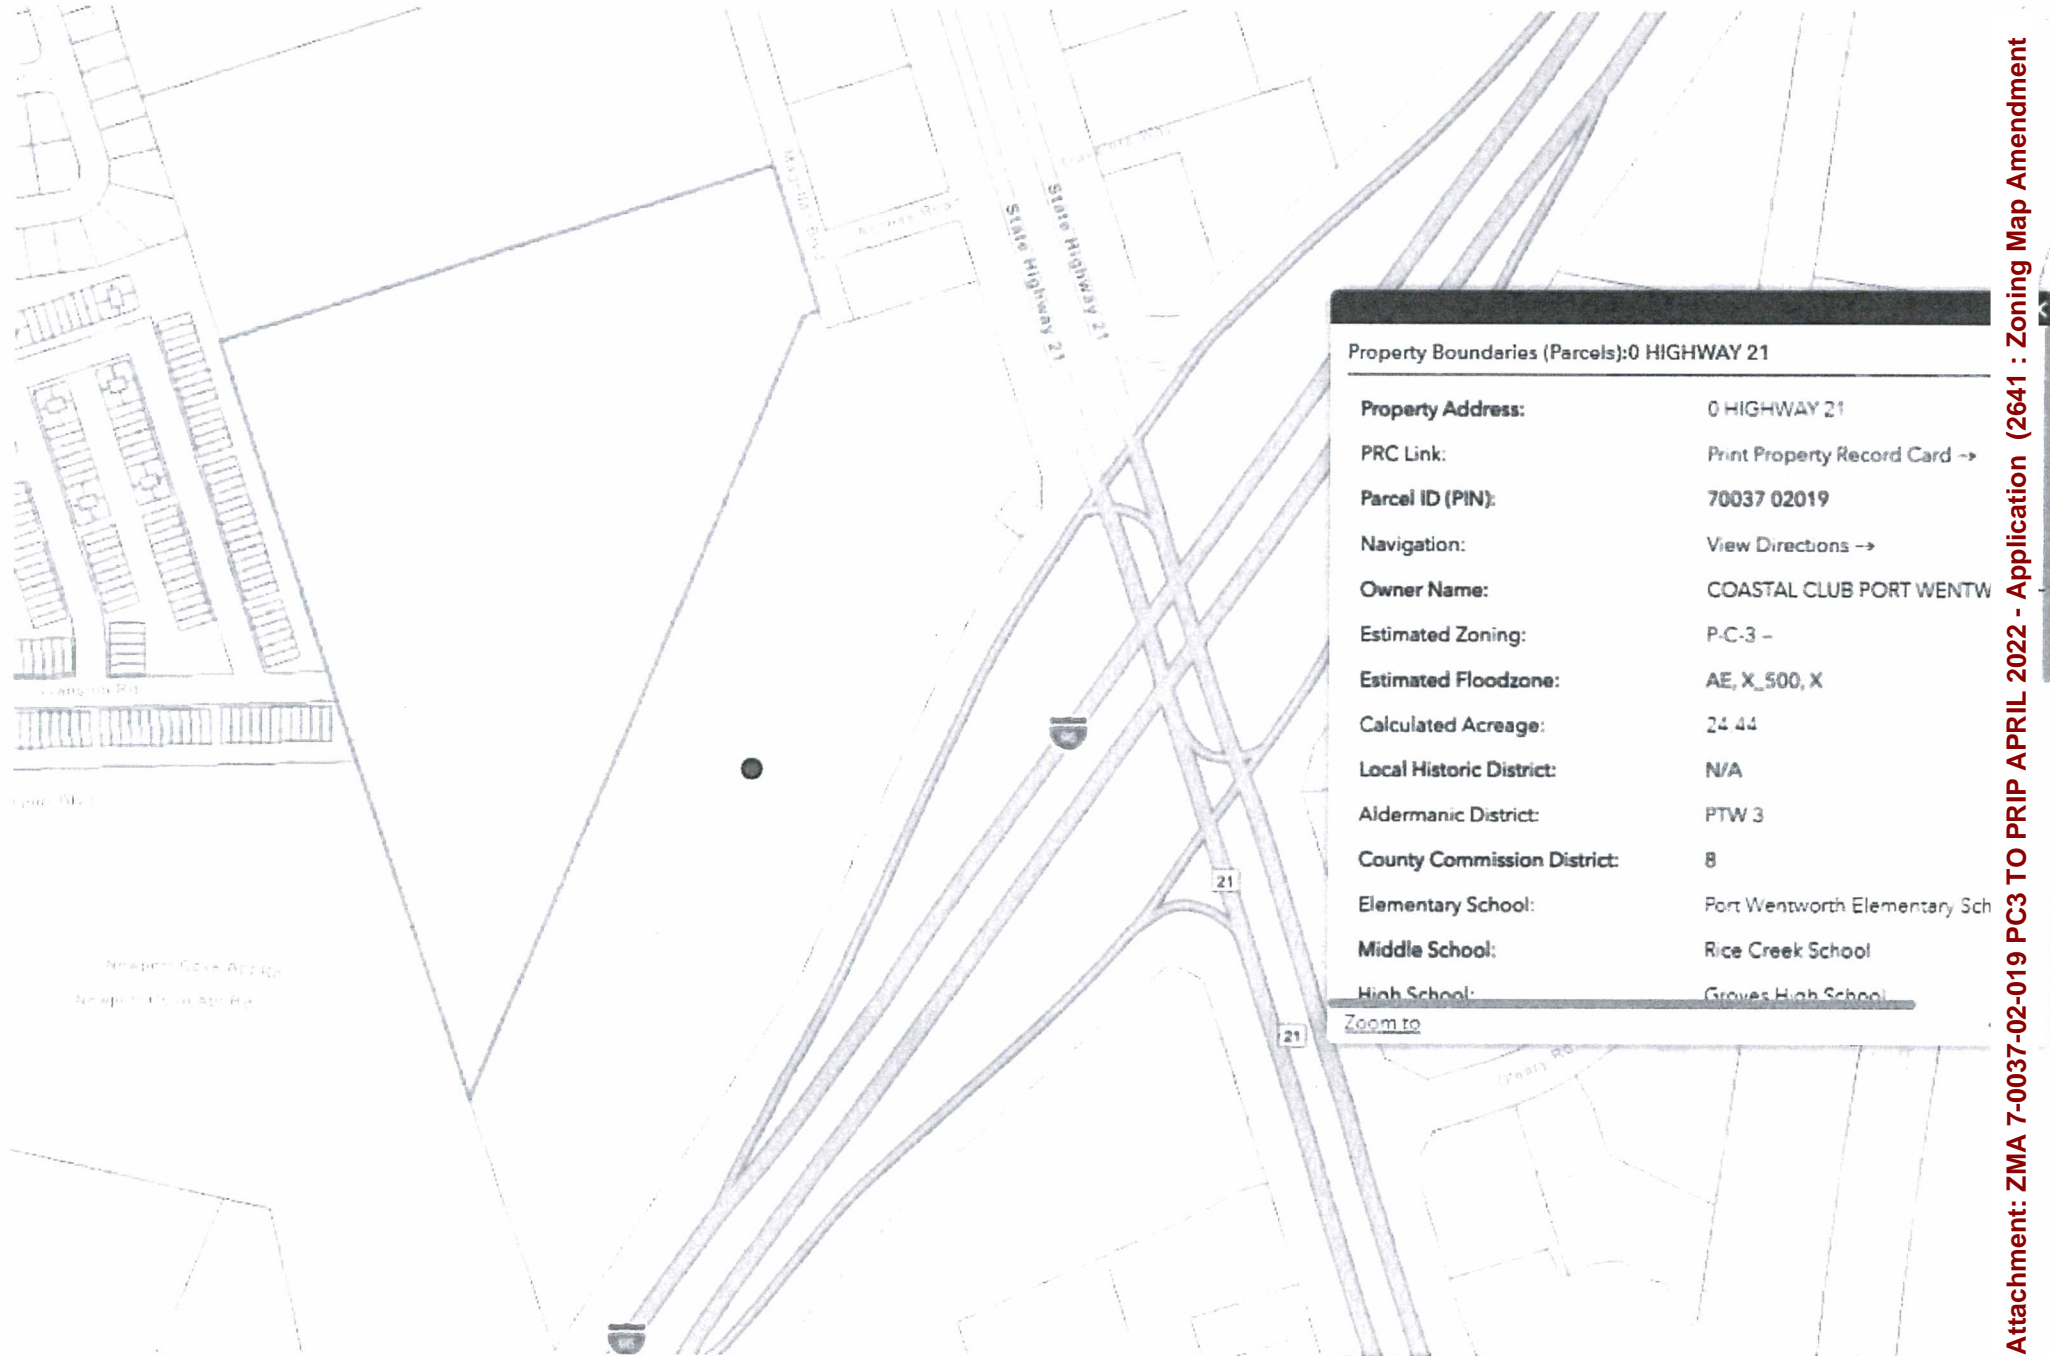 State Highway 21
State Highway 21
21
21
Property Boundaries (Parcels):0 HIGHWAY 21
Property Address: 0 HIGHWAY 21
PRC Link: Print Property Record Card →
Parcel ID (PIN): 70037 02019
Navigation: View Directions →
Owner Name: COASTAL CLUB PORT WENTW
Estimated Zoning: P-C-3 –
Estimated Floodzone: AE, X_500, X
Calculated Acreage: 24.44
Local Historic District: N/A
Aldermanic District: PTW 3
County Commission District: 8
Elementary School: Port Wentworth Elementary Sch
Middle School: Rice Creek School
High School: Groves High School
Zoom to
Attachment: ZMA 7-0037-02-019 PC3 TO PRIP APRIL 2022 - Application (2641 : Zoning Map Amendment